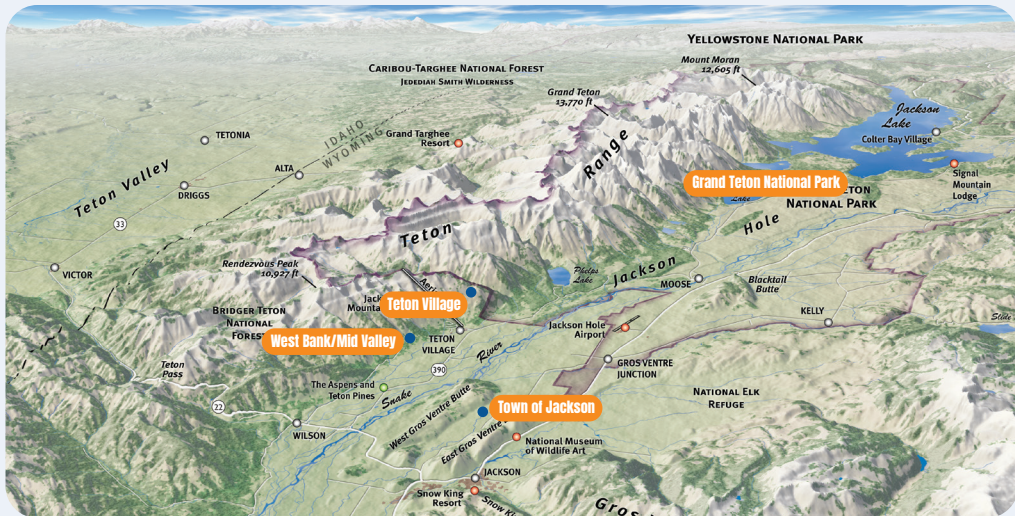 YELLOWSTONE NATIONAL PARK
Mount Moran
12,605 ft
CARIBOU-TARGHEE NATIONAL FOREST
JEDEDIAH SMITH WILDERNESS
Grand Teton
13,770 ft
Jackson
Lake
Colter Bay Village
TETONIA
IDAHO
WYOMING
Grand Targhee
Resort
Range
ALTA
Teton Valley
DRIGGS
Signal
Mountain
Lodge
Grand Teton National Park
Lake
TETON
NATIONAL PARK
33
Teton
Hole
VICTOR
Rendezvous Peak
10,927 ft
Phelps
Lake
Jackson
MOOSE
Blacktail
Butte
Teton Village
BRIDGER TETON
NATIONAL
FOREST
KELLY
West Bank/Mid Valley
TETON
VILLAGE
Jackson Hole
Airport
River
Teton
Pass
390
GROS VENTRE
JUNCTION
The Aspens and
Teton Pines
Snake
NATIONAL ELK
REFUGE
22
West Gros Ventre Butte
Town of Jackson
East Gros Ventre
WILSON
National Museum
of Wildlife Art
JACKSON
Snow King
Resort